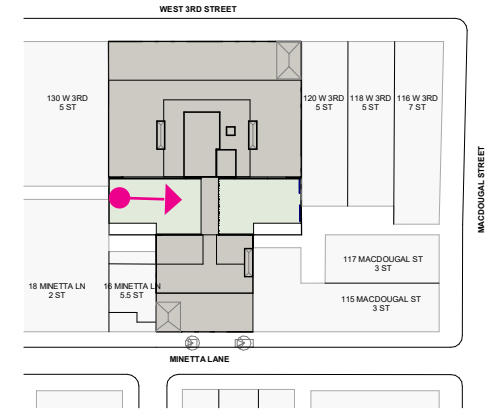 WEST 3RD STREET
130 W 3RD
5 ST
120 W 3RD
5 ST
118 W 3RD
5 ST
116 W 3RD
7 ST
MACDOUGAL STREET
117 MACDOUGAL ST
3 ST
18 MINETTA LN
2 ST
16 MINETTA LN
5.5 ST
115 MACDOUGAL ST
3 ST
MINETTA LANE